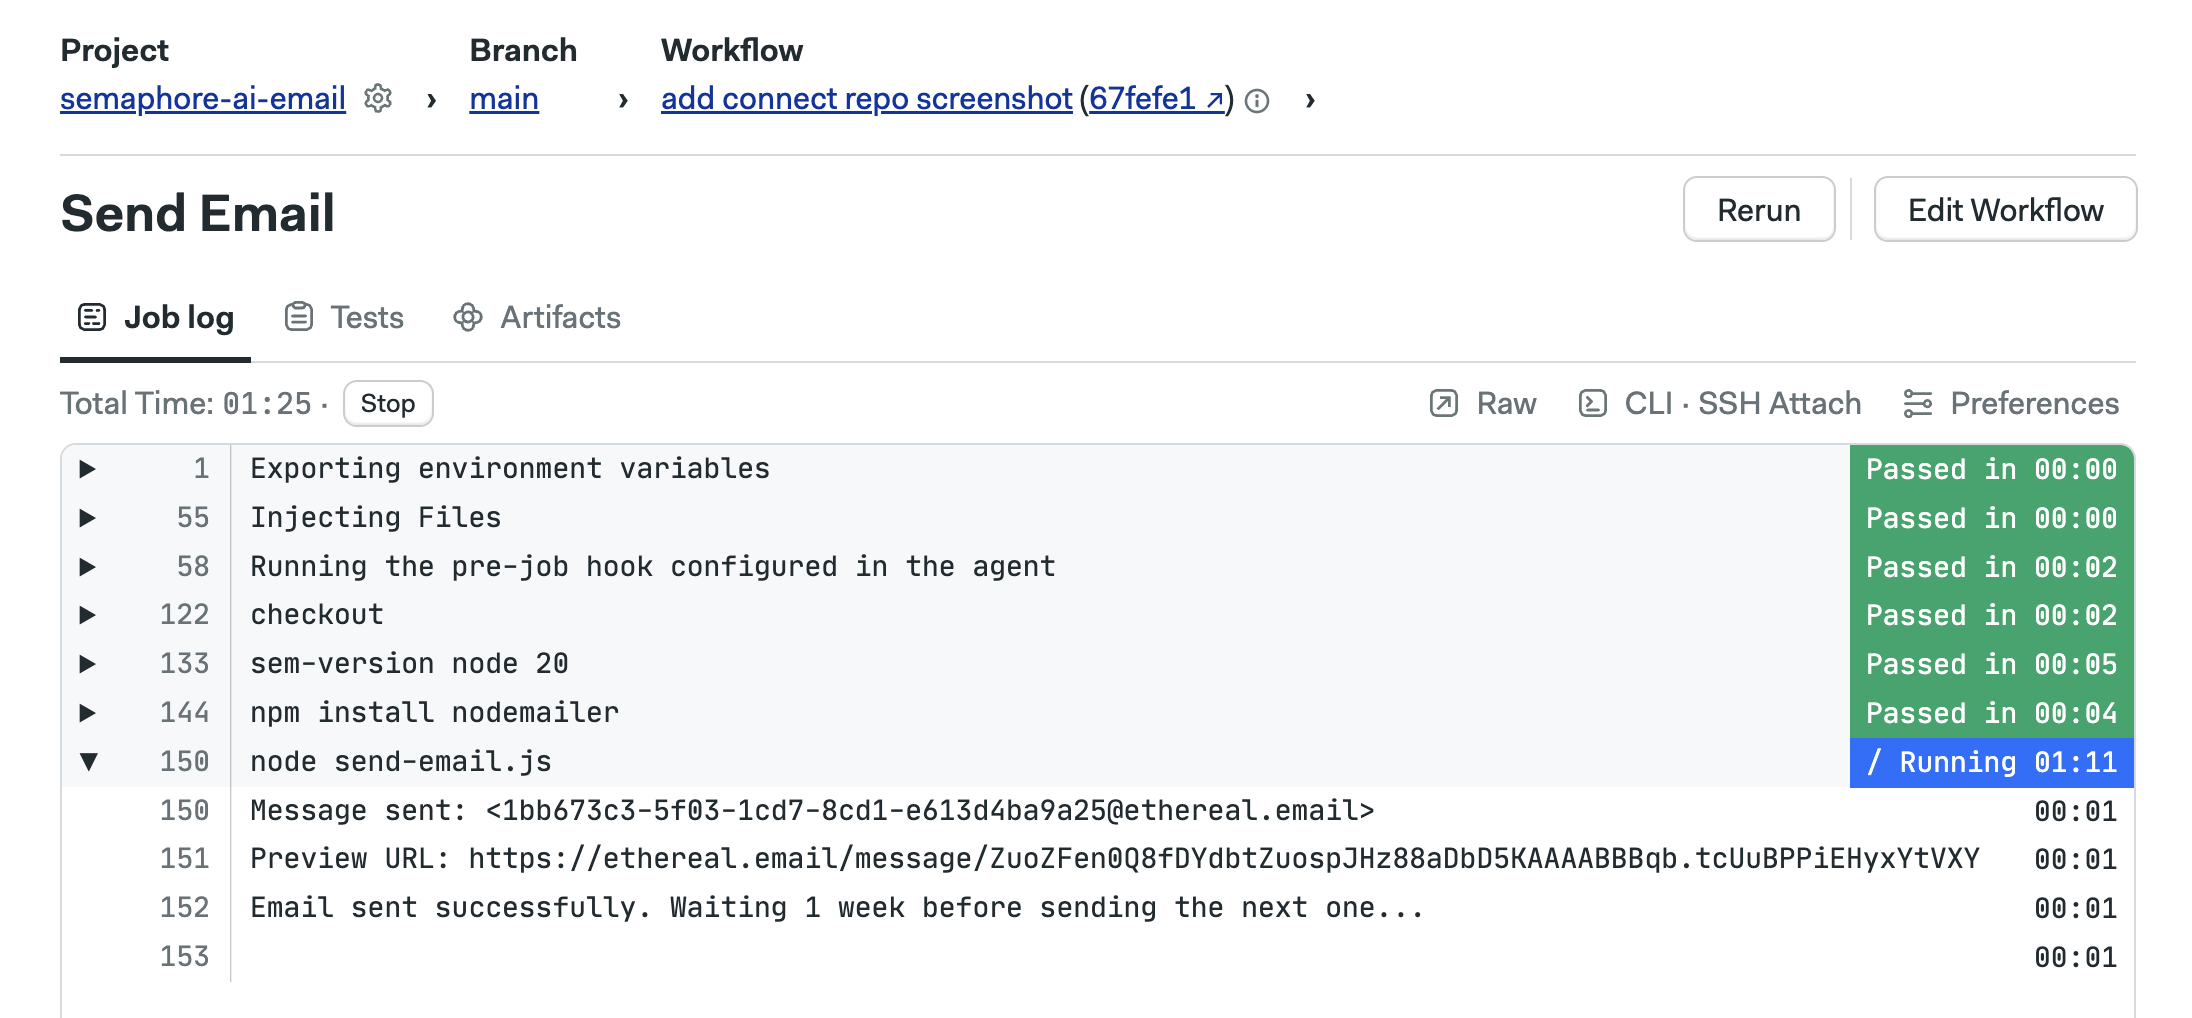 Project Branch Workflow
semaphore-ai-email › main › add connect repo screenshot (67fefe1 ↗) ›
Send Email
Rerun Edit Workflow
Job log Tests Artifacts
Total Time: 01:25 · Stop Raw CLI · SSH Attach Preferences
1 Exporting environment variables Passed in 00:00
55 Injecting Files Passed in 00:00
58 Running the pre-job hook configured in the agent Passed in 00:02
122 checkout Passed in 00:02
133 sem-version node 20 Passed in 00:05
144 npm install nodemailer Passed in 00:04
150 node send-email.js / Running 01:11
150 Message sent: <1bb673c3-5f03-1cd7-8cd1-e613d4ba9a25@ethereal.email> 00:01
151 Preview URL: https://ethereal.email/message/ZuoZFen0Q8fDYdbtZuospJHz88aDbD5KAAAABBBqb.tcUuBPPiEHyxYtVXY 00:01
152 Email sent successfully. Waiting 1 week before sending the next one... 00:01
153 00:01